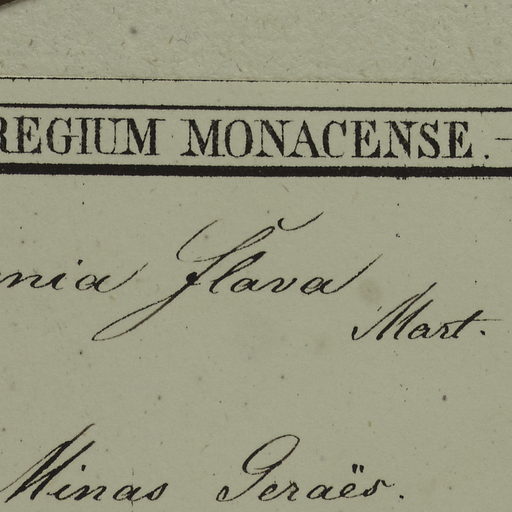 REGIUM MONACENSE.
nia flava
Mart.
Minas Geraës.